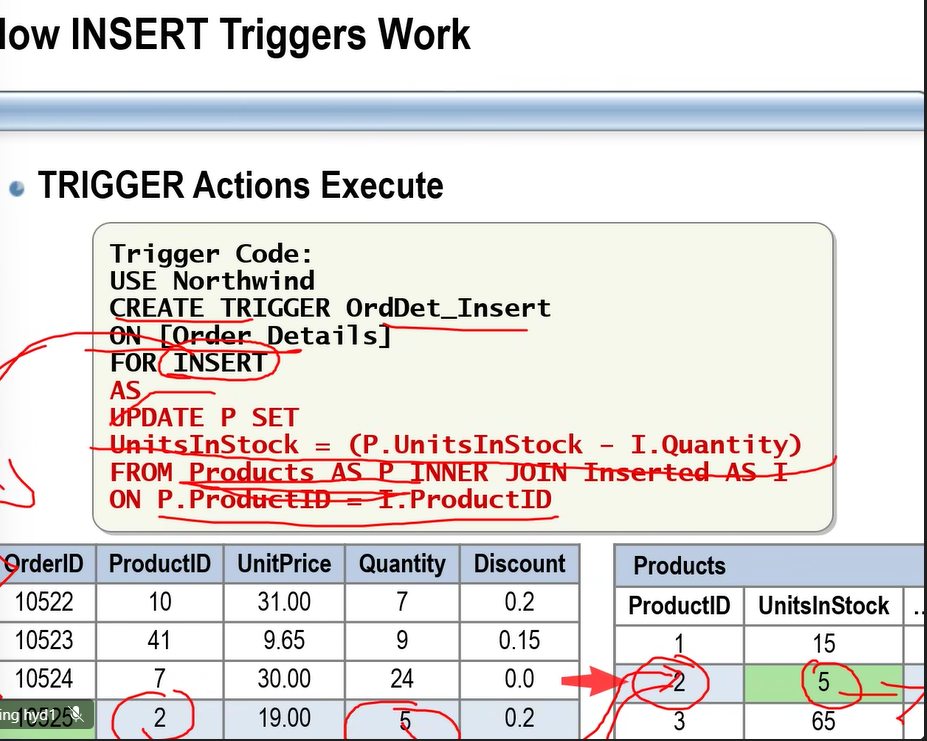 How INSERT Triggers Work
TRIGGER Actions Execute
Trigger Code:
USE Northwind
CREATE TRIGGER OrdDet_Insert
ON [Order Details]
FOR INSERT
AS
UPDATE P SET
UnitsInStock = (P.UnitsInStock – I.Quantity)
FROM Products AS P INNER JOIN Inserted AS I
ON P.ProductID = I.ProductID
OrderID ProductID UnitPrice Quantity Discount
10522 10 31.00 7 0.2
10523 41 9.65 9 0.15
10524 7 30.00 24 0.0
10525 2 19.00 5 0.2
Products
ProductID UnitsInStock ..
1 15
2 5
3 65
ing hyd1